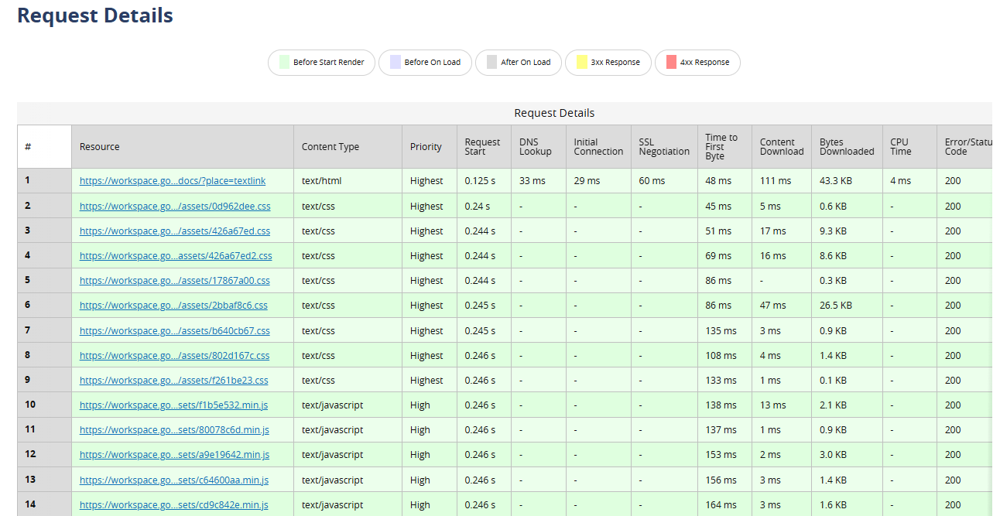 Request Details
Before Start Render Before On Load After On Load 3xx Response 4xx Response
Request Details
# Resource Content Type Priority Request Start DNS Lookup Initial Connection SSL Negotiation Time to First Byte Content Download Bytes Downloaded CPU Time Error/Statu Code
1 https://workspace.go...docs/?place=textlink text/html Highest 0.125 s 33 ms 29 ms 60 ms 48 ms 111 ms 43.3 KB 4 ms 200
2 https://workspace.go.../assets/0d962dee.css text/css Highest 0.24 s - - - 45 ms 5 ms 0.6 KB - 200
3 https://workspace.go.../assets/426a67ed.css text/css Highest 0.244 s - - - 51 ms 17 ms 9.3 KB - 200
4 https://workspace.go...assets/426a67ed2.css text/css Highest 0.244 s - - - 69 ms 16 ms 8.6 KB - 200
5 https://workspace.go.../assets/17867a00.css text/css Highest 0.244 s - - - 86 ms - 0.3 KB - 200
6 https://workspace.go.../assets/2bbaf8c6.css text/css Highest 0.245 s - - - 86 ms 47 ms 26.5 KB - 200
7 https://workspace.go.../assets/b640cb67.css text/css Highest 0.245 s - - - 135 ms 3 ms 0.9 KB - 200
8 https://workspace.go.../assets/802d167c.css text/css Highest 0.246 s - - - 108 ms 4 ms 1.4 KB - 200
9 https://workspace.go.../assets/f261be23.css text/css Highest 0.246 s - - - 133 ms 1 ms 0.1 KB - 200
10 https://workspace.go...sets/f1b5e532.min.js text/javascript High 0.246 s - - - 138 ms 13 ms 2.1 KB - 200
11 https://workspace.go...sets/80078c6d.min.js text/javascript High 0.246 s - - - 137 ms 1 ms 0.9 KB - 200
12 https://workspace.go...sets/a9e19642.min.js text/javascript High 0.246 s - - - 153 ms 2 ms 3.0 KB - 200
13 https://workspace.go...sets/c64600aa.min.js text/javascript High 0.246 s - - - 156 ms 3 ms 1.4 KB - 200
14 https://workspace.go...sets/cd9c842e.min.js text/javascript High 0.246 s - - - 164 ms 3 ms 1.6 KB - 200